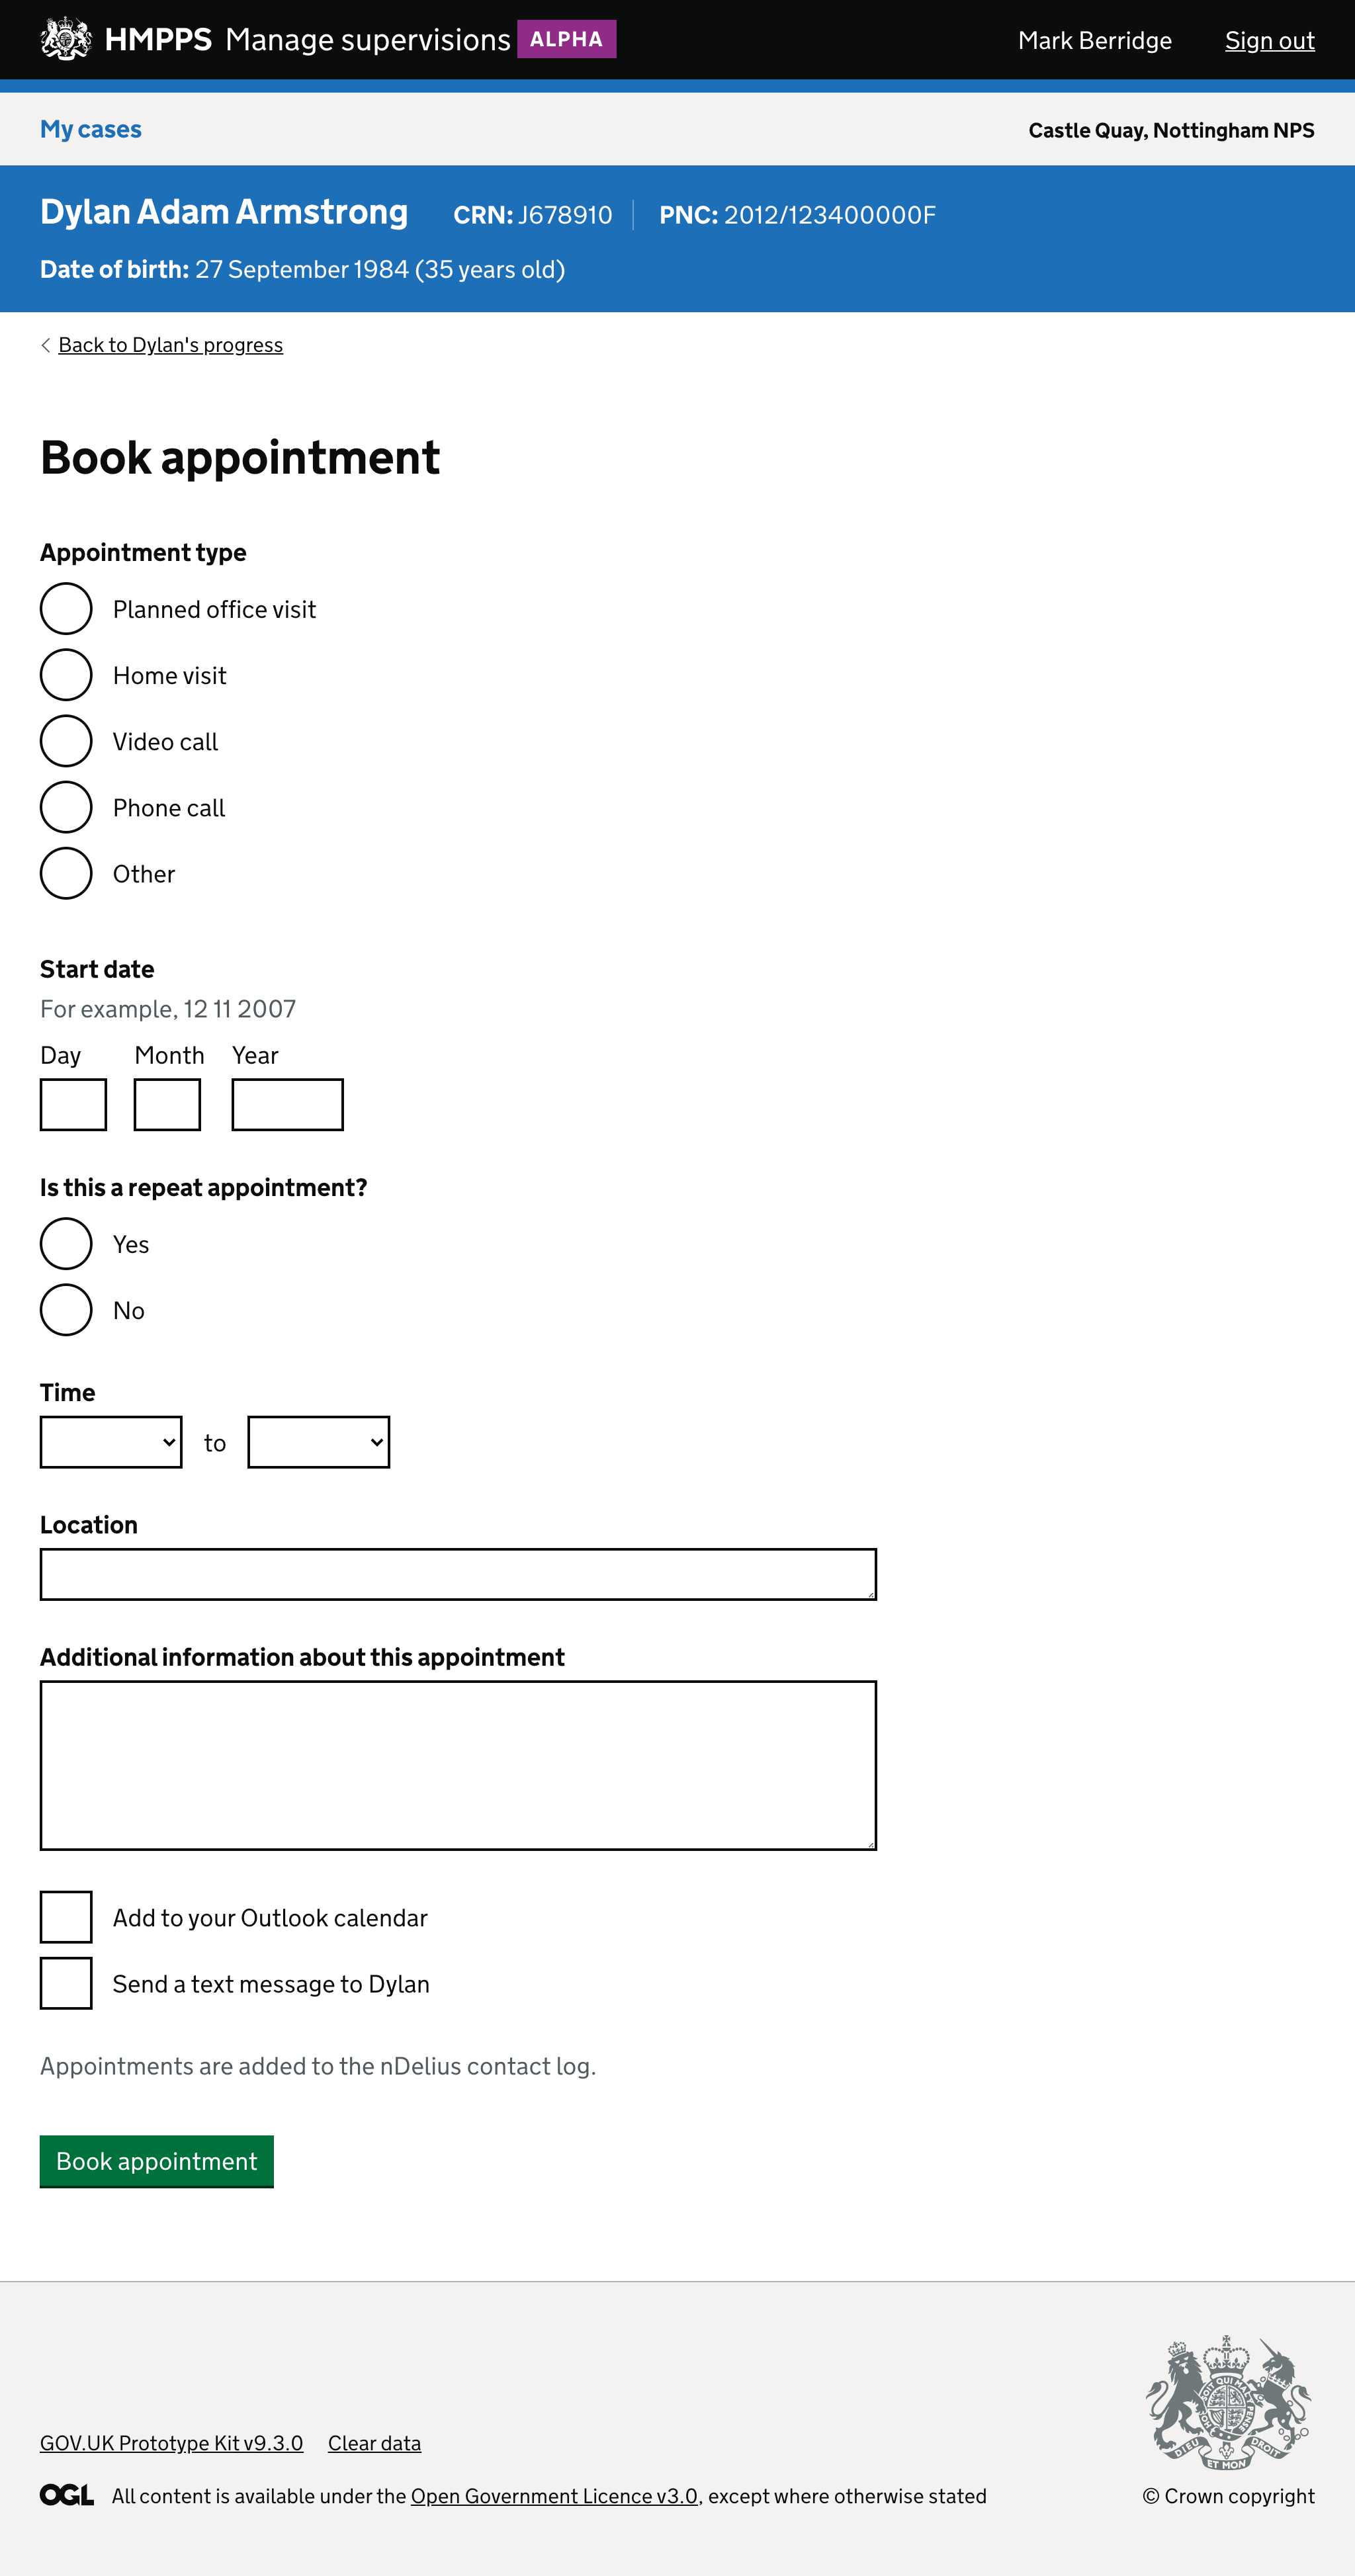 HMPPS Manage supervisions ALPHA Mark Berridge Sign out
My cases Castle Quay, Nottingham NPS
Dylan Adam Armstrong CRN: J678910 PNC: 2012/123400000F
Date of birth: 27 September 1984 (35 years old)
Back to Dylan's progress
Book appointment
Appointment type
Planned office visit
Home visit
Video call
Phone call
Other
Start date
For example, 12 11 2007
Day Month Year
Is this a repeat appointment?
Yes
No
Time
to
Location
Additional information about this appointment
Add to your Outlook calendar
Send a text message to Dylan
Appointments are added to the nDelius contact log.
Book appointment
DIEU ET MON DROIT
GOV.UK Prototype Kit v9.3.0 Clear data
OGL All content is available under the Open Government Licence v3.0, except where otherwise stated © Crown copyright